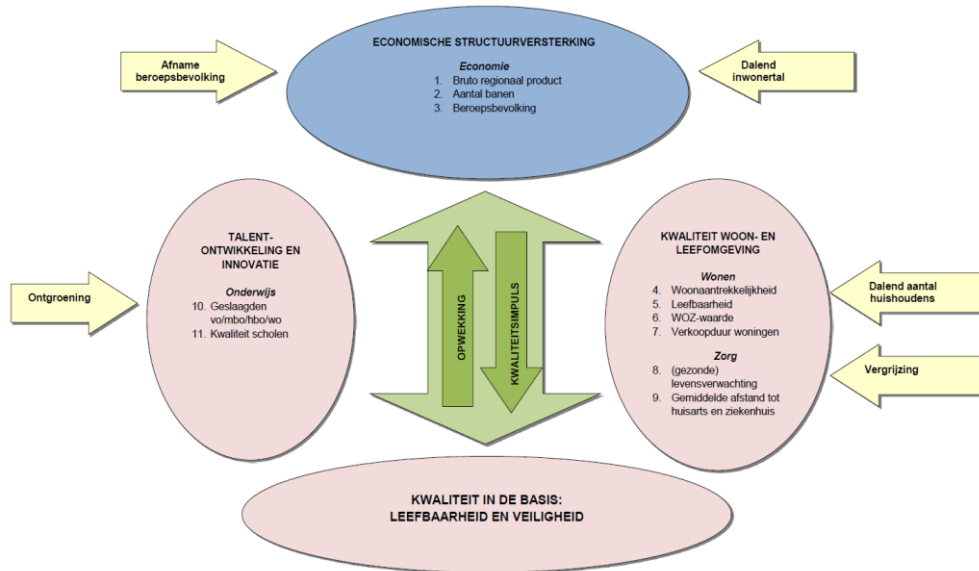 ECONOMISCHE STRUCTUURVERSTERKING
Economie
1. Bruto regionaal product
2. Aantal banen
3. Beroepsbevolking
Afname
beroepsbevolking
Dalend
inwonertal
TALENT-
ONTWIKKELING EN
INNOVATIE
Onderwijs
10. Geslaagden
vo/mbo/hbo/wo
11. Kwaliteit scholen
Ontgroening
OPWEKKING
KWALITEITSIMPULS
KWALITEIT WOON- EN
LEEFOMGEVING
Wonen
4. Woonaantrekkelijkheid
5. Leefbaarheid
6. WOZ-waarde
7. Verkoopduur woningen
Zorg
8. (gezonde)
levensverwachting
9. Gemiddelde afstand tot
huisarts en ziekenhuis
Dalend aantal
huishoudens
Vergrijzing
KWALITEIT IN DE BASIS:
LEEFBAARHEID EN VEILIGHEID